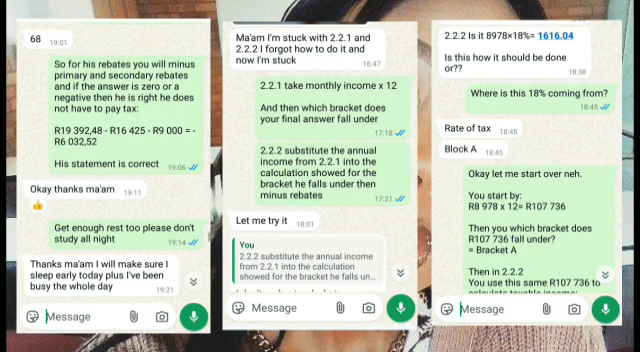 68 19:01
So for his rebates you will minus
primary and secondary rebates
and if the answer is zero or a
negative then he is right he does
not have to pay tax:
R19 392,48 - R16 425 - R9 000 = -
R6 032,52
His statement is correct 19:06
Okay thanks ma'am 19:11
Get enough rest too please don't
study all night 19:14
Thanks ma'am I will make sure I
sleep early today plus I've been
busy the whole day 19:21
Message
Ma'am I'm stuck with 2.2.1 and
2.2.2 I forgot how to do it and
now I'm stuck 16:47
2.2.1 take monthly income x 12
And then which bracket does
your final answer fall under
17:18
2.2.2 substitute the annual
income from 2.2.1 into the
calculation showed for the
bracket he falls under then
minus rebates 17:21
Let me try it 18:01
You
2.2.2 substitute the annual income
from 2.2.1 into the calculation
showed for the bracket he falls un...
Message
2.2.2 Is it 8978×18%= 1616.04
Is this how it should be done
or?? 18:38
Where is this 18% coming from?
18:45
Rate of tax 18:45
Block A 18:45
Okay let me start over neh.
You start by:
R8 978 x 12= R107 736
Then you which bracket does
R107 736 fall under?
= Bracket A
Then in 2.2.2
You use this same R107 736 to
calculate taxable income:
Message